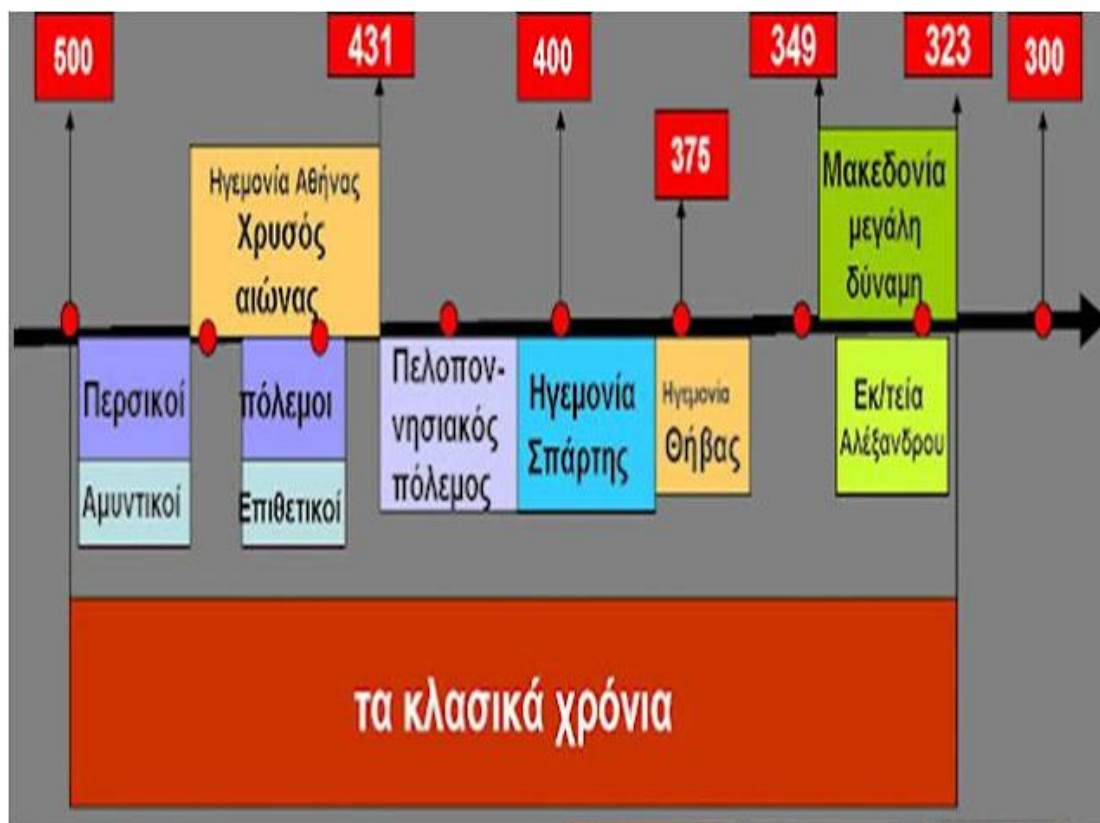 500
431
400
349
323
300
375
Ηγεμονία Αθήνας
Χρυσός
αιώνας
Μακεδονία
μεγάλη
δύναμη
Περσικοί
πόλεμοι
Αμυντικοί
Επιθετικοί
Πελοπον-
νησιακός
πόλεμος
Ηγεμονία
Σπάρτης
Ηγεμονία
Θήβας
Εκ/τεία
Αλέξανδρου
τα κλασικά χρόνια